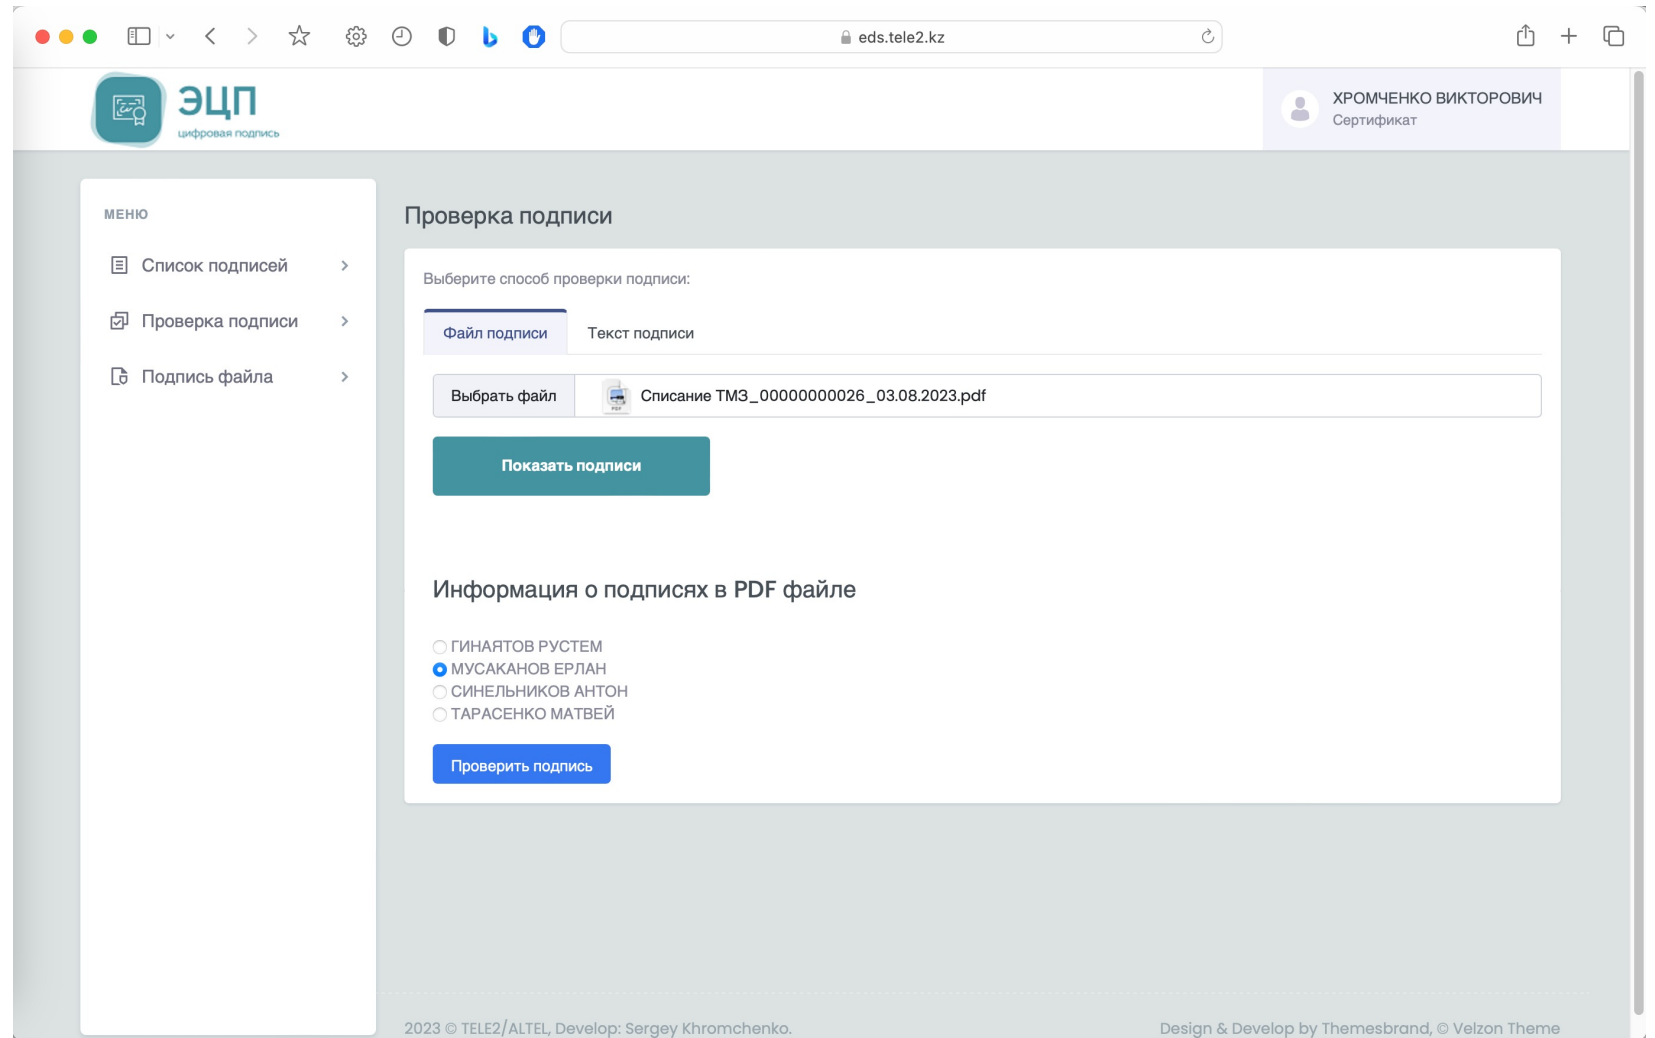 eds.tele2.kz
ЭЦП
цифровая подпись
ХРОМЧЕНКО ВИКТОРОВИЧ
Сертификат
МЕНЮ
Список подписей
Проверка подписи
Подпись файла
Проверка подписи
Выберите способ проверки подписи:
Файл подписи
Текст подписи
Выбрать файл
PDF
Списание ТМЗ_00000000026_03.08.2023.pdf
Показать подписи
Информация о подписях в PDF файле
ГИНАЯТОВ РУСТЕМ
МУСАКАНОВ ЕРЛАН
СИНЕЛЬНИКОВ АНТОН
ТАРАСЕНКО МАТВЕЙ
Проверить подпись
2023 © TELE2/ALTEL, Develop: Sergey Khromchenko.
Design & Develop by Themesbrand, © Velzon Theme